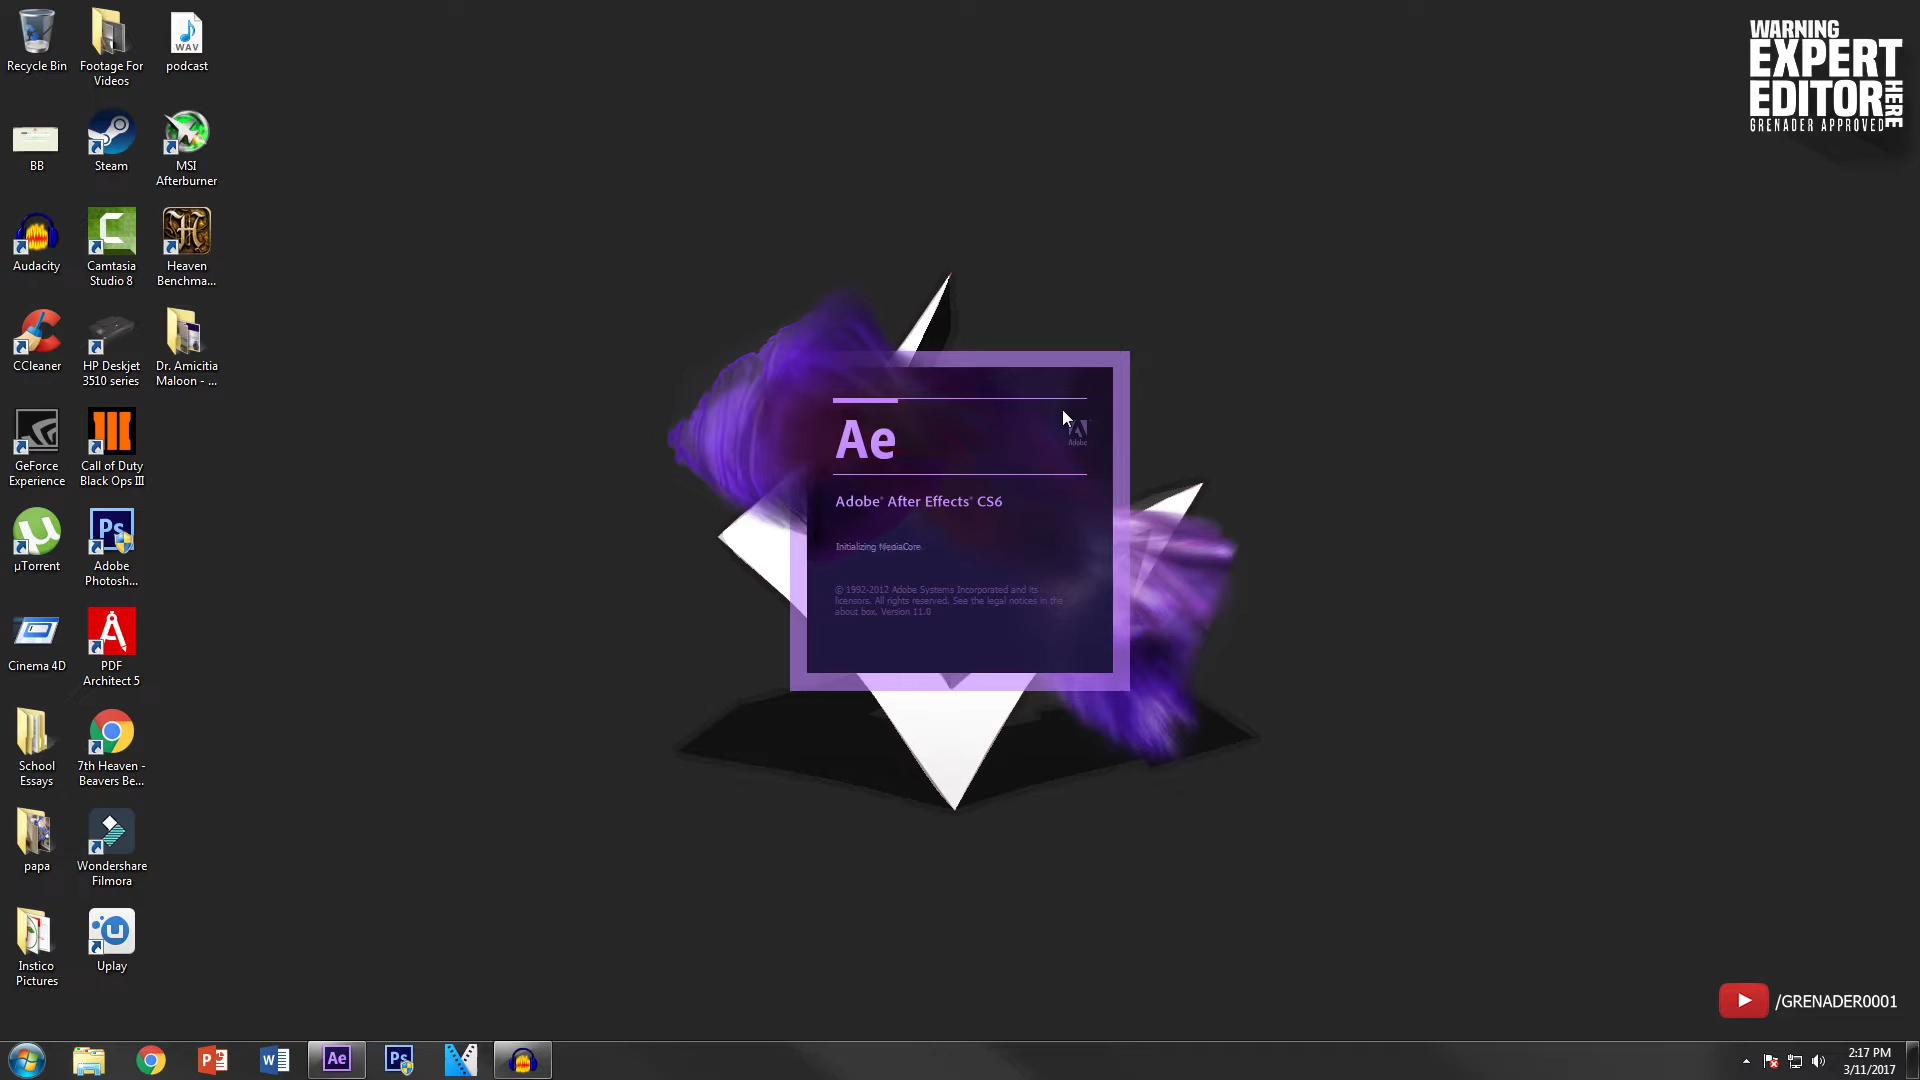 Recycle Bin
Footage For
Videos
WAV
podcast
BB
Steam
MSI
Afterburner
Audacity
Camtasia
Studio 8
Heaven
Benchma...
CCleaner
HP Deskjet
3510 series
Dr. Amicitia
Maloon - ...
GeForce
Experience
Call of Duty
Black Ops III
µTorrent
Ps
Adobe
Photosh...
Cinema 4D
PDF
Architect 5
School
Essays
7th Heaven -
Beavers Be...
papa
Wondershare
Filmora
Instico
Pictures
Uplay
WARNING
EXPERT
EDITOR HERE
GRENADER APPROVED
Ae
Adobe
Adobe® After Effects® CS6
Initializing MediaCore
© 1992-2012 Adobe Systems Incorporated and its
licensors. All rights reserved. See the legal notices in the
about box. Version 11.0
/GRENADER0001
Ae
Ps
2:17 PM
3/11/2017